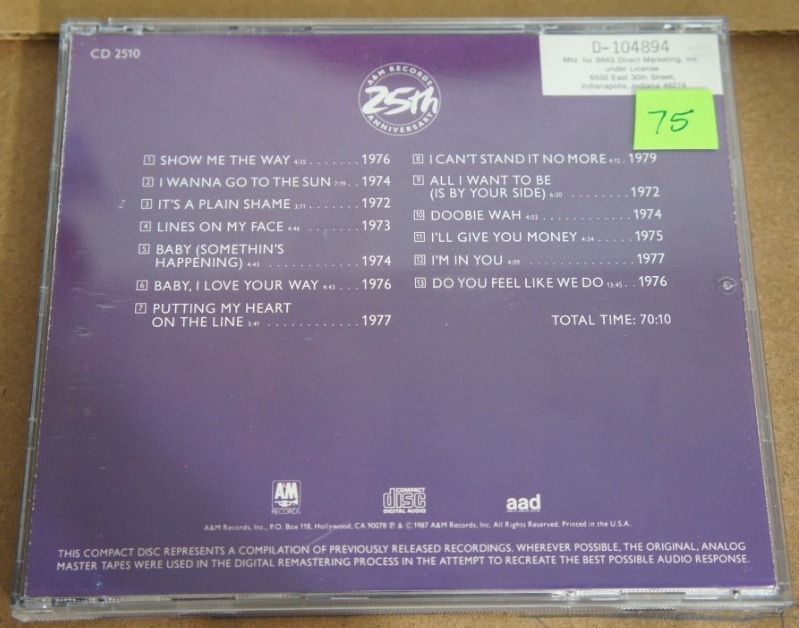 CD 2510
D-104894
Mfd. for BMG Direct Marketing, Inc.
under License
6550 East 30th Street,
Indianapolis, Indiana 46219
75
A&M RECORDS
25th
ANNIVERSARY
1 SHOW ME THE WAY 4:35 ....... 1976
2 I WANNA GO TO THE SUN 7:19 .. 1974
3 IT'S A PLAIN SHAME 3:11 ....... 1972
4 LINES ON MY FACE 4:46 ........ 1973
5 BABY (SOMETHIN'S
HAPPENING) 4:45 ............ 1974
6 BABY, I LOVE YOUR WAY 4:43 ... 1976
7 PUTTING MY HEART
ON THE LINE 3:41 ............ 1977
8 I CAN'T STAND IT NO MORE 4:12 . 1979
9 ALL I WANT TO BE
(IS BY YOUR SIDE) 6:20 ........ 1972
10 DOOBIE WAH 4:03 ........... 1974
11 I'LL GIVE YOU MONEY 4:34 ..... 1975
12 I'M IN YOU 4:09 ............. 1977
13 DO YOU FEEL LIKE WE DO 13:45 .. 1976
TOTAL TIME: 70:10
A&M
RECORDS
COMPACT
disc
DIGITAL AUDIO
aad
A&M Records, Inc., P.O. Box 118, Hollywood, CA 90078 ℗ & © 1987 A&M Records, Inc. All Rights Reserved. Printed in the U.S.A.
THIS COMPACT DISC REPRESENTS A COMPILATION OF PREVIOUSLY RELEASED RECORDINGS. WHEREVER POSSIBLE, THE ORIGINAL, ANALOG
MASTER TAPES WERE USED IN THE DIGITAL REMASTERING PROCESS IN THE ATTEMPT TO RECREATE THE BEST POSSIBLE AUDIO RESPONSE.